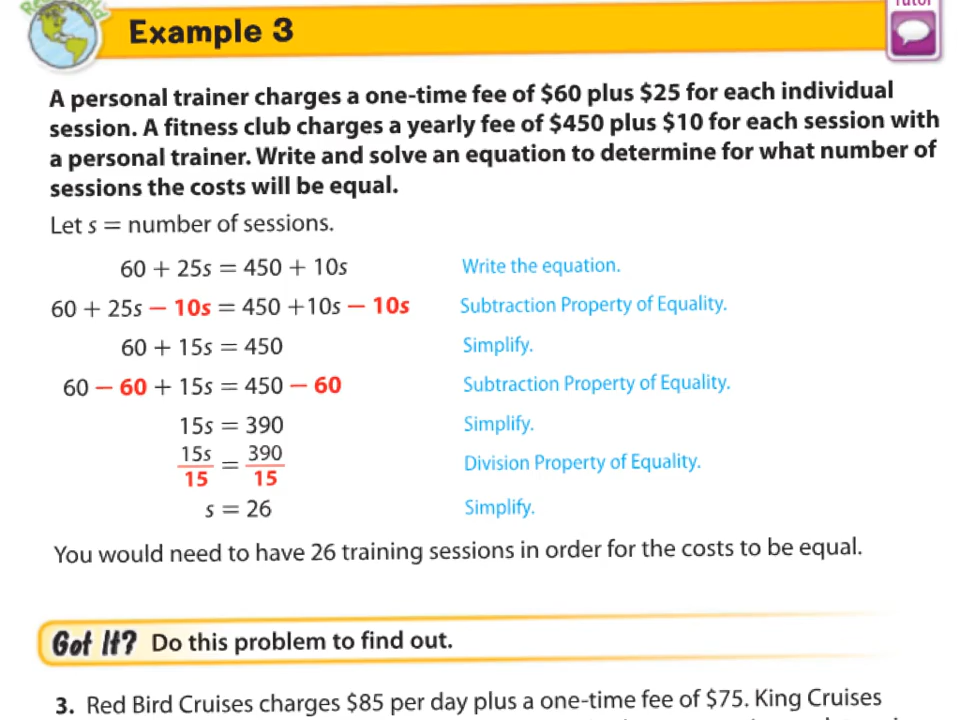 Tutor
Example 3
A personal trainer charges a one-time fee of $60 plus $25 for each individual
session. A fitness club charges a yearly fee of $450 plus $10 for each session with
a personal trainer. Write and solve an equation to determine for what number of
sessions the costs will be equal.
Let s = number of sessions.
60 + 25s = 450 + 10s Write the equation.
60 + 25s − 10s = 450 +10s − 10s Subtraction Property of Equality.
60 + 15s = 450 Simplify.
60 − 60 + 15s = 450 − 60 Subtraction Property of Equality.
15s = 390 Simplify.
15s/15 = 390/15 Division Property of Equality.
s = 26 Simplify.
You would need to have 26 training sessions in order for the costs to be equal.
Got It? Do this problem to find out.
3. Red Bird Cruises charges $85 per day plus a one-time fee of $75. King Cruises